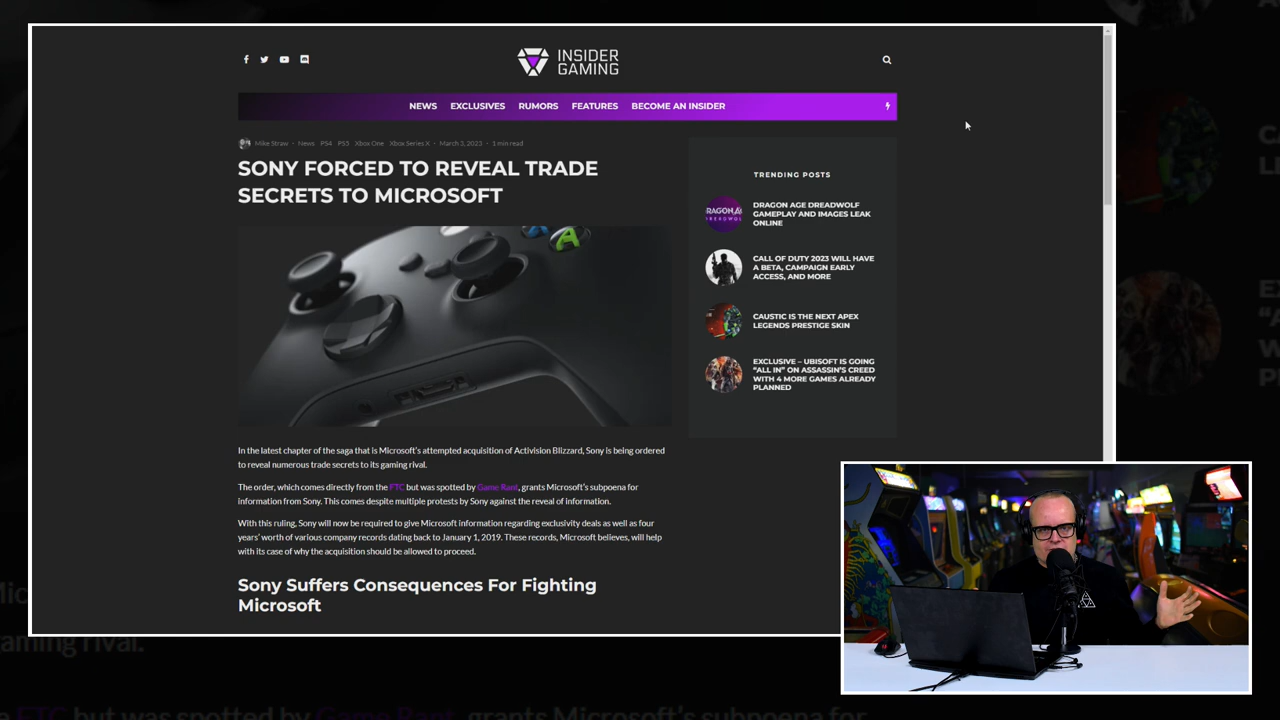 INSIDER
GAMING
NEWS EXCLUSIVES RUMORS FEATURES BECOME AN INSIDER
Mike Straw - News PS4 PS5 Xbox One Xbox Series X - March 3, 2023 - 1 min read
SONY FORCED TO REVEAL TRADE
SECRETS TO MICROSOFT
In the latest chapter of the saga that is Microsoft's attempted acquisition of Activision Blizzard, Sony is being ordered
to reveal numerous trade secrets to its gaming rival.
The order, which comes directly from the FTC but was spotted by Game Rant, grants Microsoft's subpoena for
information from Sony. This comes despite multiple protests by Sony against the reveal of information.
With this ruling, Sony will now be required to give Microsoft information regarding exclusivity deals as well as four
years' worth of various company records dating back to January 1, 2019. These records, Microsoft believes, will help
with its case of why the acquisition should be allowed to proceed.
Sony Suffers Consequences For Fighting
Microsoft
TRENDING POSTS
DRAGON AGE DREADWOLF
GAMEPLAY AND IMAGES LEAK
ONLINE
CALL OF DUTY 2023 WILL HAVE
A BETA, CAMPAIGN EARLY
ACCESS, AND MORE
CAUSTIC IS THE NEXT APEX
LEGENDS PRESTIGE SKIN
EXCLUSIVE – UBISOFT IS GOING
"ALL IN" ON ASSASSIN'S CREED
WITH 4 MORE GAMES ALREADY
PLANNED
aming rival.
FTC but was spotted by Game Rant, grants Microsoft's subpoena for